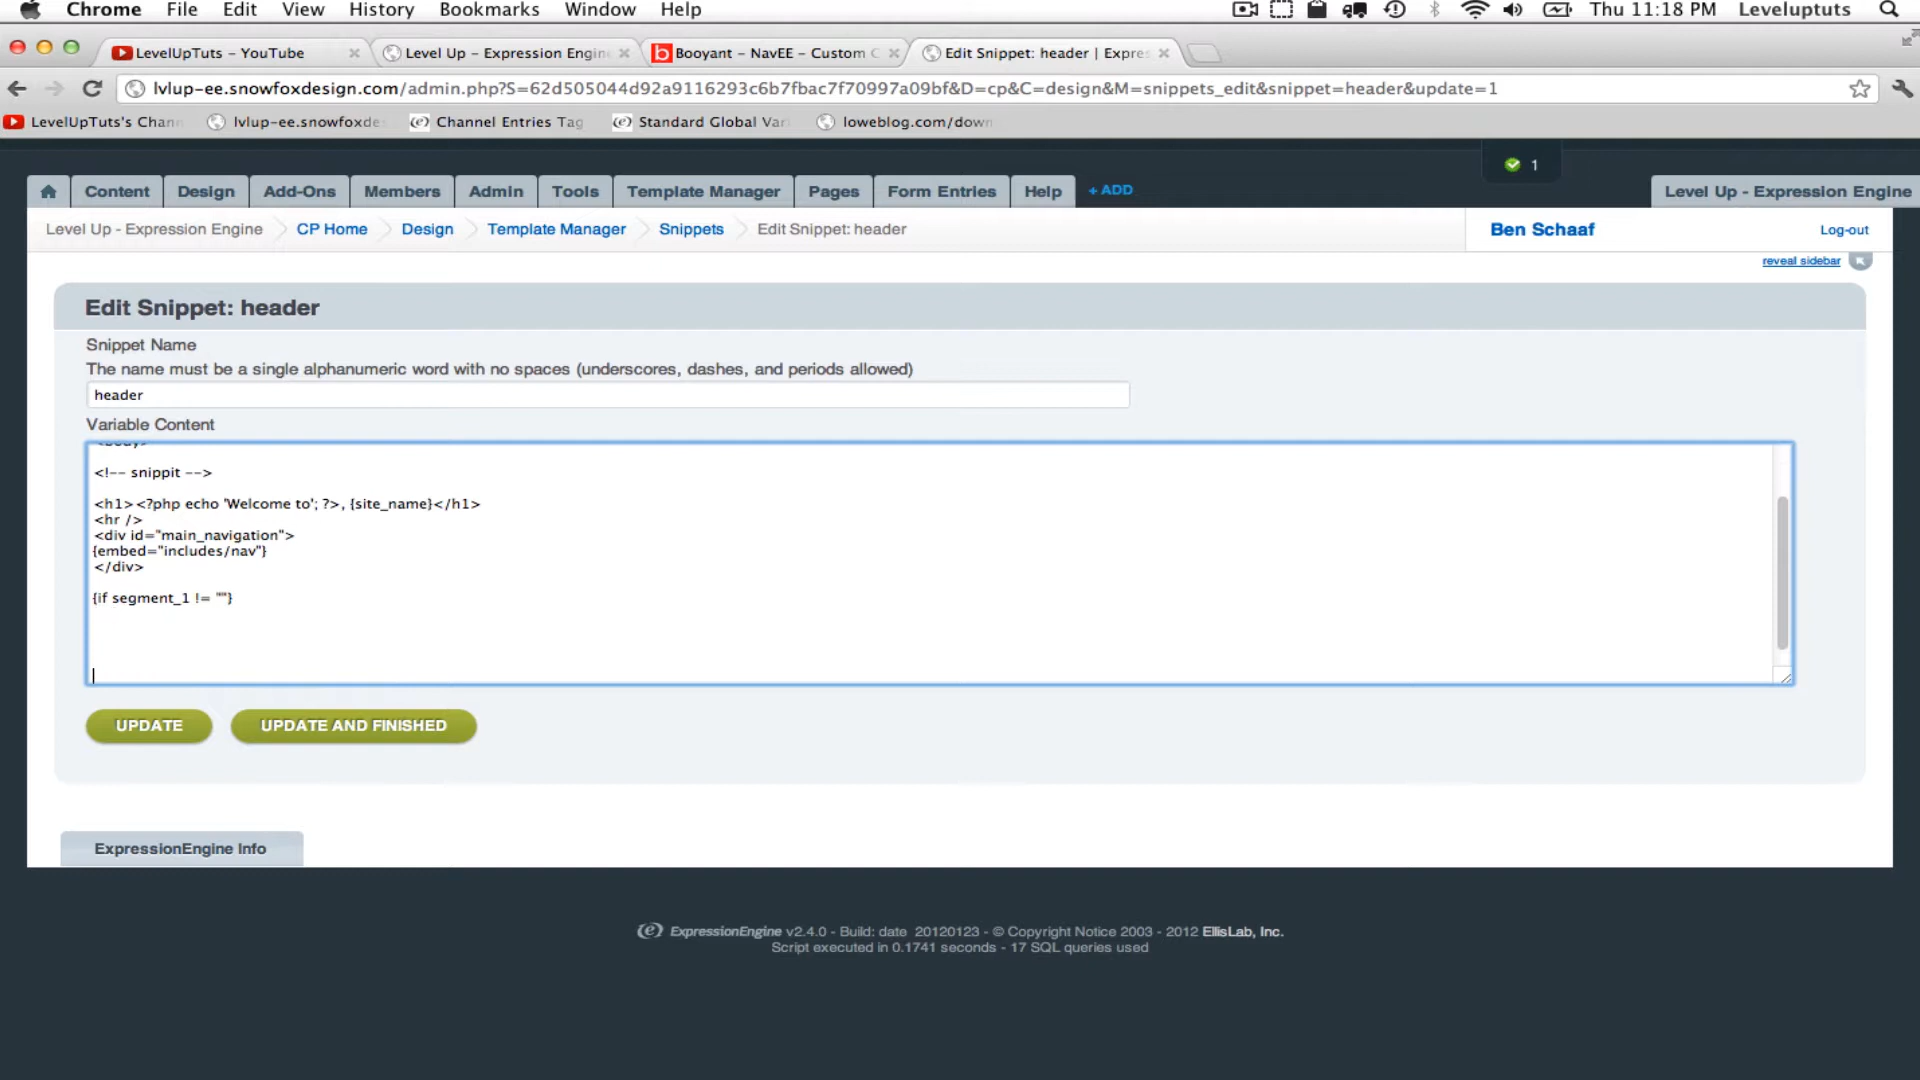 Chrome File Edit View History Bookmarks Window Help Thu 11:18 PM Leveluptuts
LevelUpTuts - YouTube Level Up - Expression Engin Booyant - NavEE - Custom C Edit Snippet: header | Expres
lvlup-ee.snowfoxdesign.com/admin.php?S=62d505044d92a9116293c6b7fbac7f70997a09bf&D=cp&C=design&M=snippets_edit&snippet=header&update=1
LevelUpTuts's Chann lvlup-ee.snowfoxde Channel Entries Tag Standard Global Var loweblog.com/down
1
Content Design Add-Ons Members Admin Tools Template Manager Pages Form Entries Help + ADD Level Up - Expression Engine
Level Up - Expression Engine CP Home Design Template Manager Snippets Edit Snippet: header Ben Schaaf Log-out
reveal sidebar
Edit Snippet: header
Snippet Name
The name must be a single alphanumeric word with no spaces (underscores, dashes, and periods allowed)
header
Variable Content
<body>
<!-- snippit -->
<h1><?php echo 'Welcome to'; ?>, {site_name}</h1>
<hr />
<div id="main_navigation">
{embed="includes/nav"}
</div>
{if segment_1 != ""}
UPDATE UPDATE AND FINISHED
ExpressionEngine Info
ExpressionEngine v2.4.0 - Build: date 20120123 - © Copyright Notice 2003 - 2012 EllisLab, Inc.
Script executed in 0.1741 seconds - 17 SQL queries used